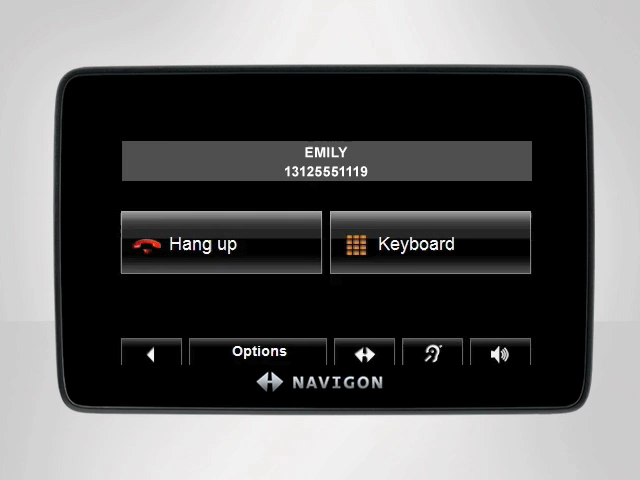 EMILY
13125551119
Hang up
Keyboard
Options
NAVIGON